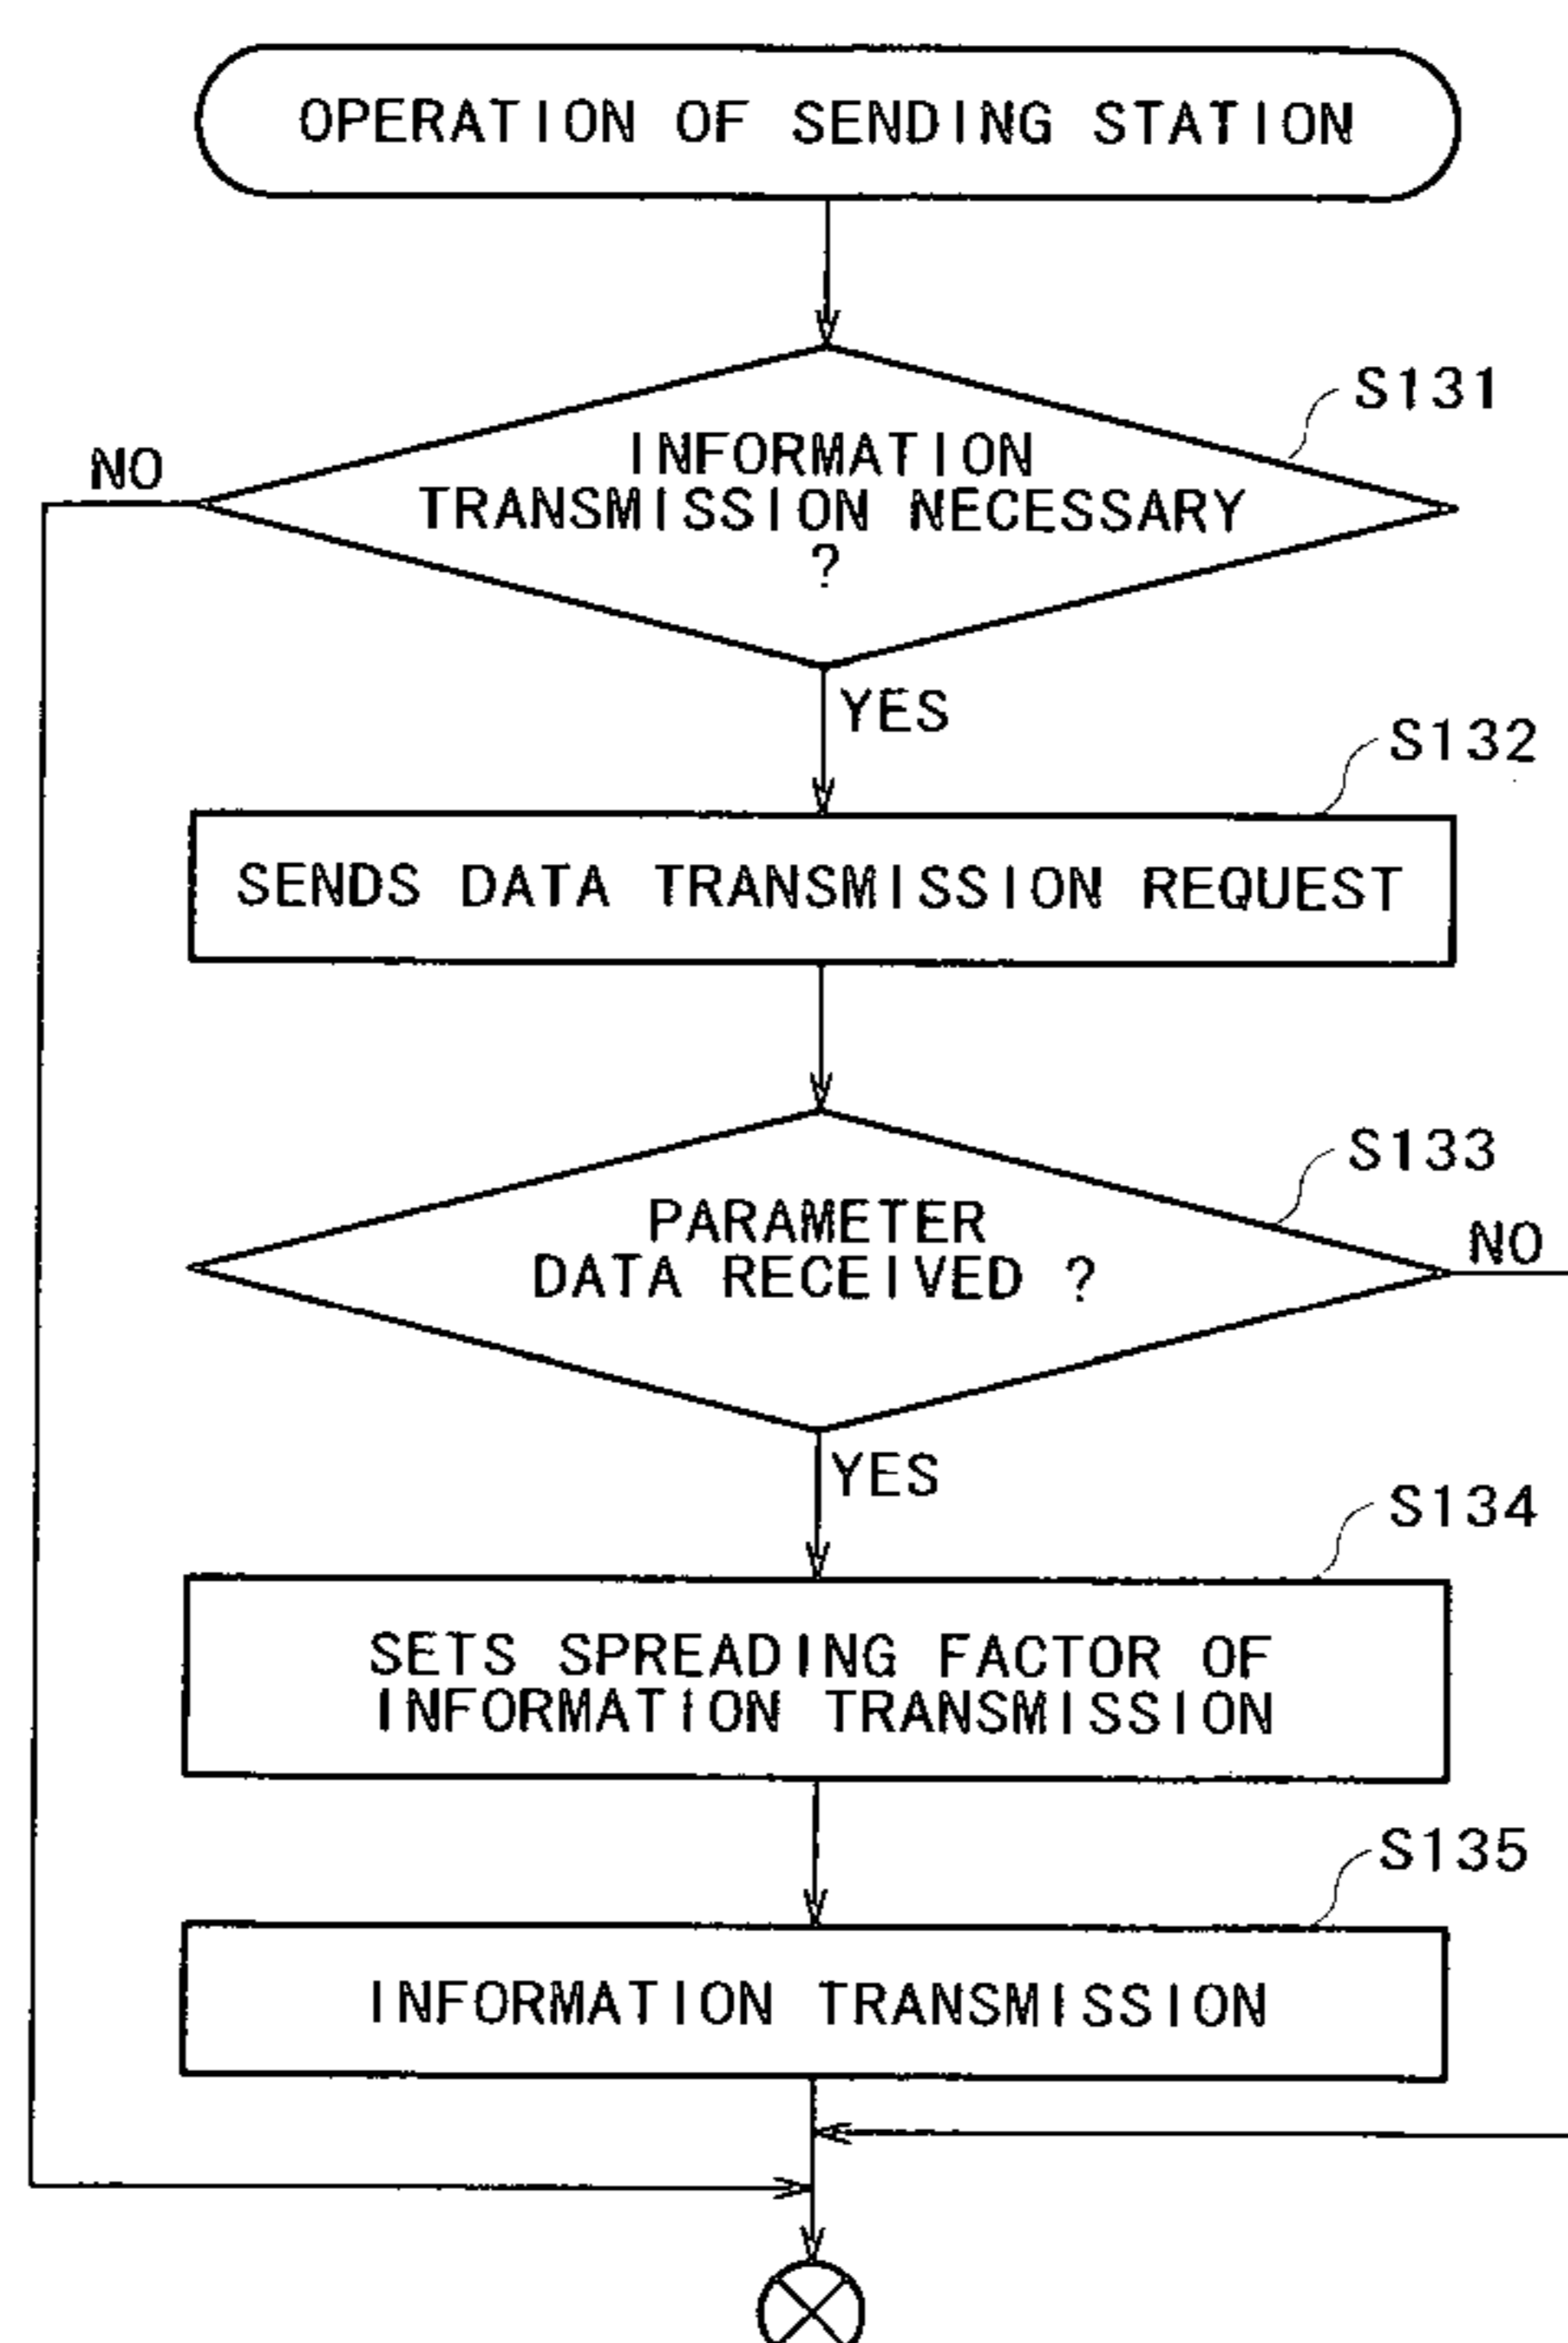 OPERATION OF SENDING STATION
S131
NO
INFORMATION
TRANSMISSION NECESSARY
?
YES
S132
SENDS DATA TRANSMISSION REQUEST
S133
PARAMETER
DATA RECEIVED ?
NO
YES
S134
SETS SPREADING FACTOR OF
INFORMATION TRANSMISSION
S135
INFORMATION TRANSMISSION